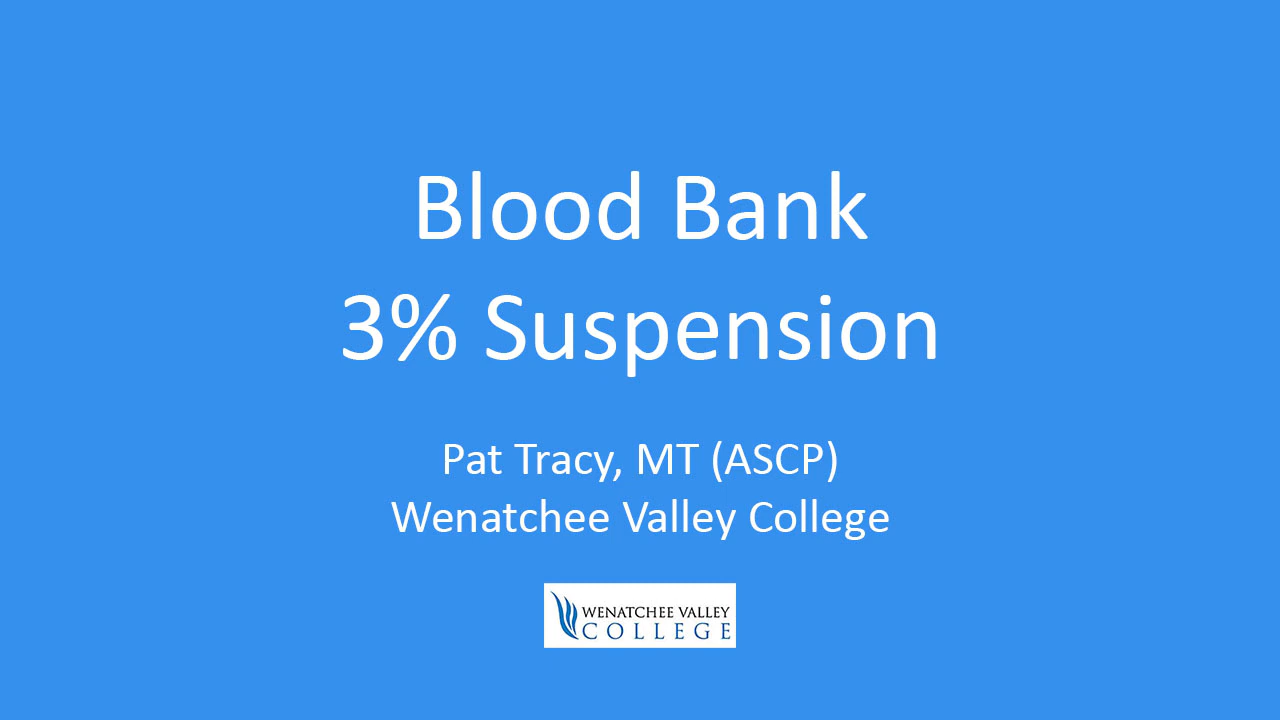 Blood Bank
3% Suspension
Pat Tracy, MT (ASCP)
Wenatchee Valley College
WENATCHEE VALLEY
COLLEGE